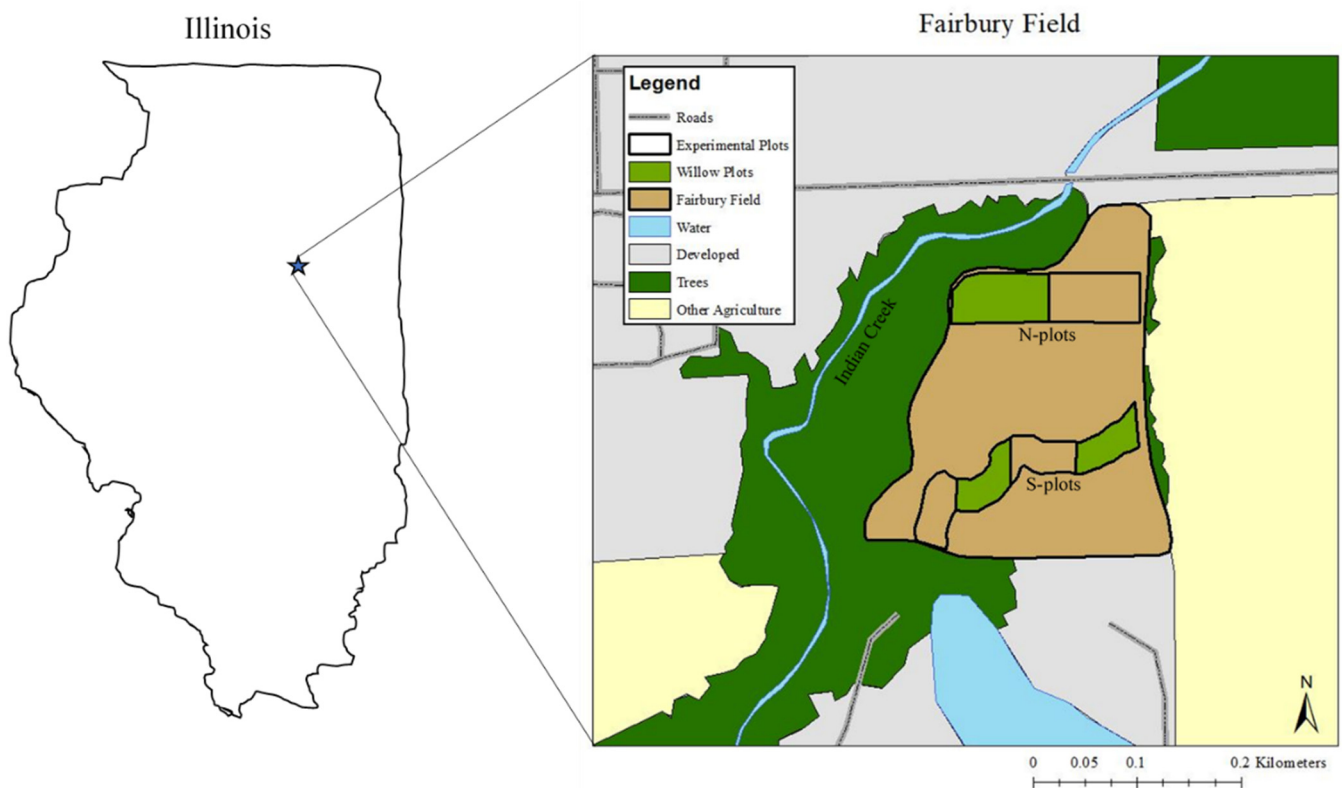 Illinois
Fairbury Field
Legend
Roads
Experimental Plots
Willow Plots
Fairbury Field
Water
Developed
Trees
Other Agriculture
Indian Creek
N-plots
S-plots
N
0 0.05 0.1 0.2 Kilometers